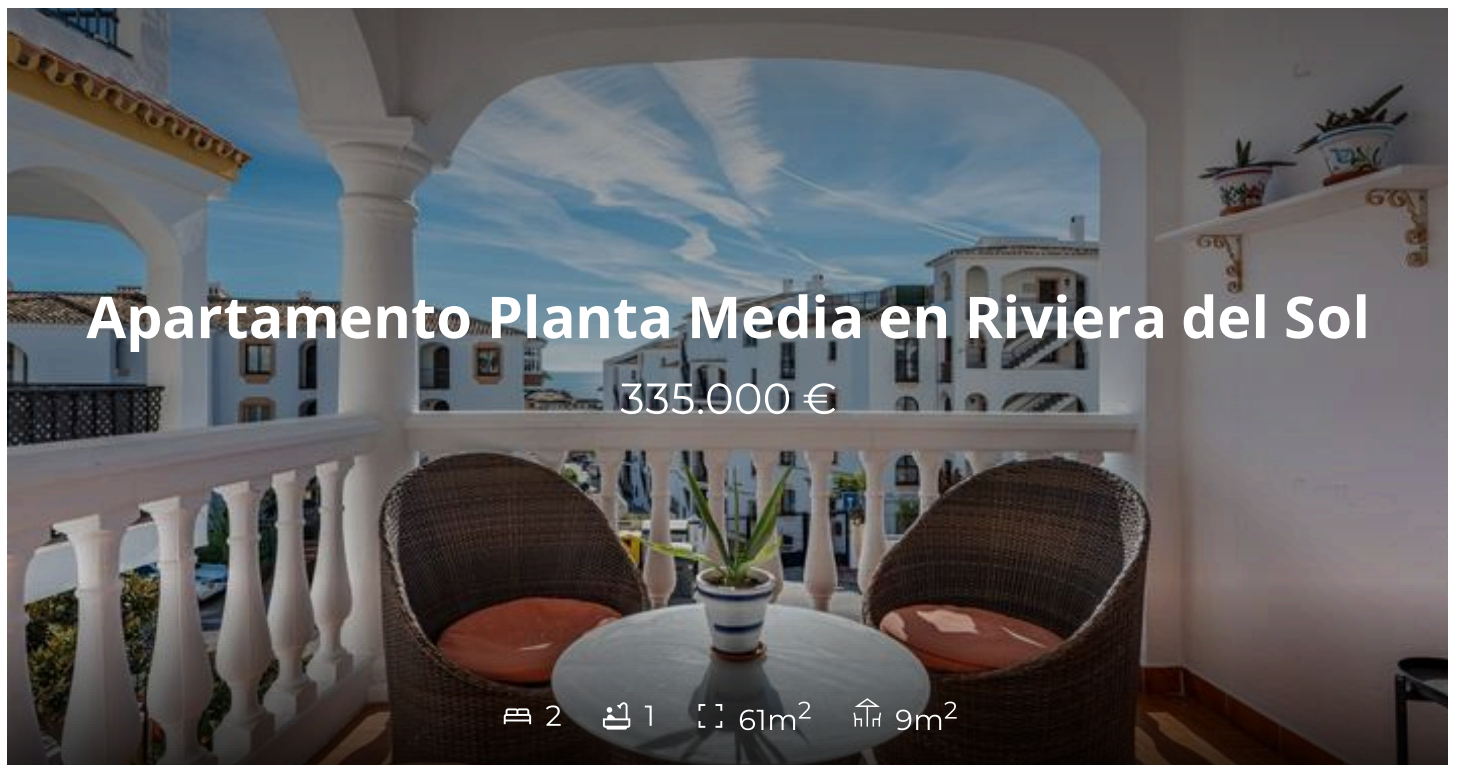 Apartamento Planta Media en Riviera del Sol
335.000 €
2 1 61m² 9m²